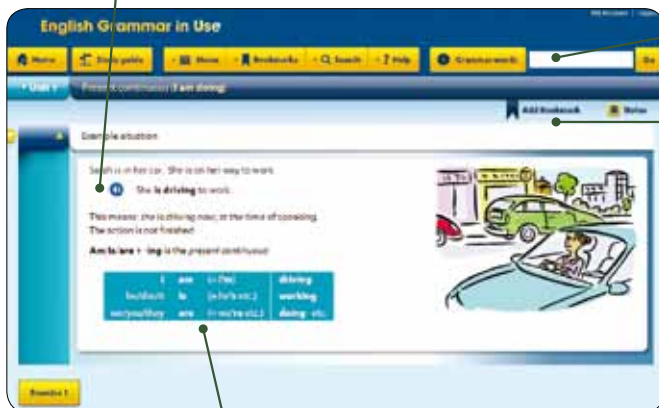 English Grammar in Use
Home Study guide Menu Bookmarks Search ? Help Grammar words Go
Unit 1 Present continuous (I am doing)
Add Bookmark Notes
Example situation
Sarah is in her car. She is on her way to work.
She is driving to work.
This means: she is driving now, at the time of speaking.
The action is not finished.
Am/is/are + -ing is the present continuous:
I am (= I'm) driving
he/she/it is (= he's etc.) working
we/you/they are (= we're etc.) doing etc.
Exercise 1